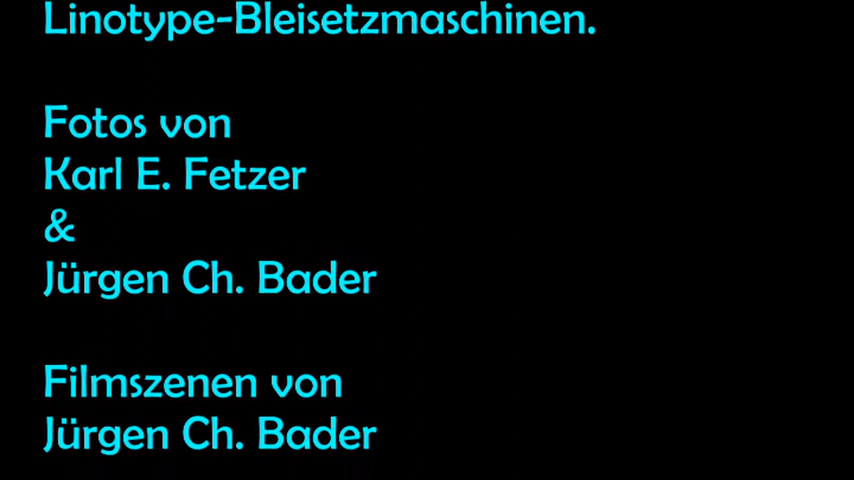 Linotype-Bleisetzmaschinen.
Fotos von
Karl E. Fetzer
&
Jürgen Ch. Bader
Filmszenen von
Jürgen Ch. Bader